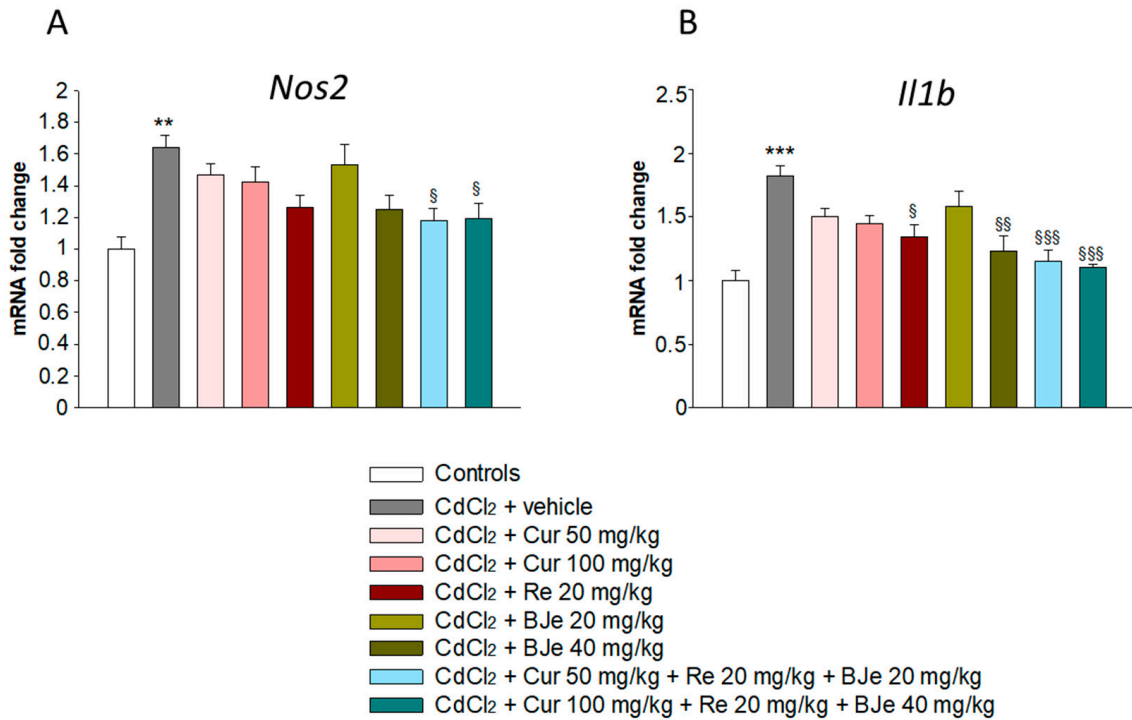 A
B
Nos2
Il1b
mRNA fold change
2
1.8
1.6
1.4
1.2
1
0.8
0.6
0.4
0.2
0
**
§
§
mRNA fold change
2.5
2
1.5
1
0.5
0
***
§
§§
§§§
§§§
Controls
CdCl₂ + vehicle
CdCl₂ + Cur 50 mg/kg
CdCl₂ + Cur 100 mg/kg
CdCl₂ + Re 20 mg/kg
CdCl₂ + BJe 20 mg/kg
CdCl₂ + BJe 40 mg/kg
CdCl₂ + Cur 50 mg/kg + Re 20 mg/kg + BJe 20 mg/kg
CdCl₂ + Cur 100 mg/kg + Re 20 mg/kg + BJe 40 mg/kg